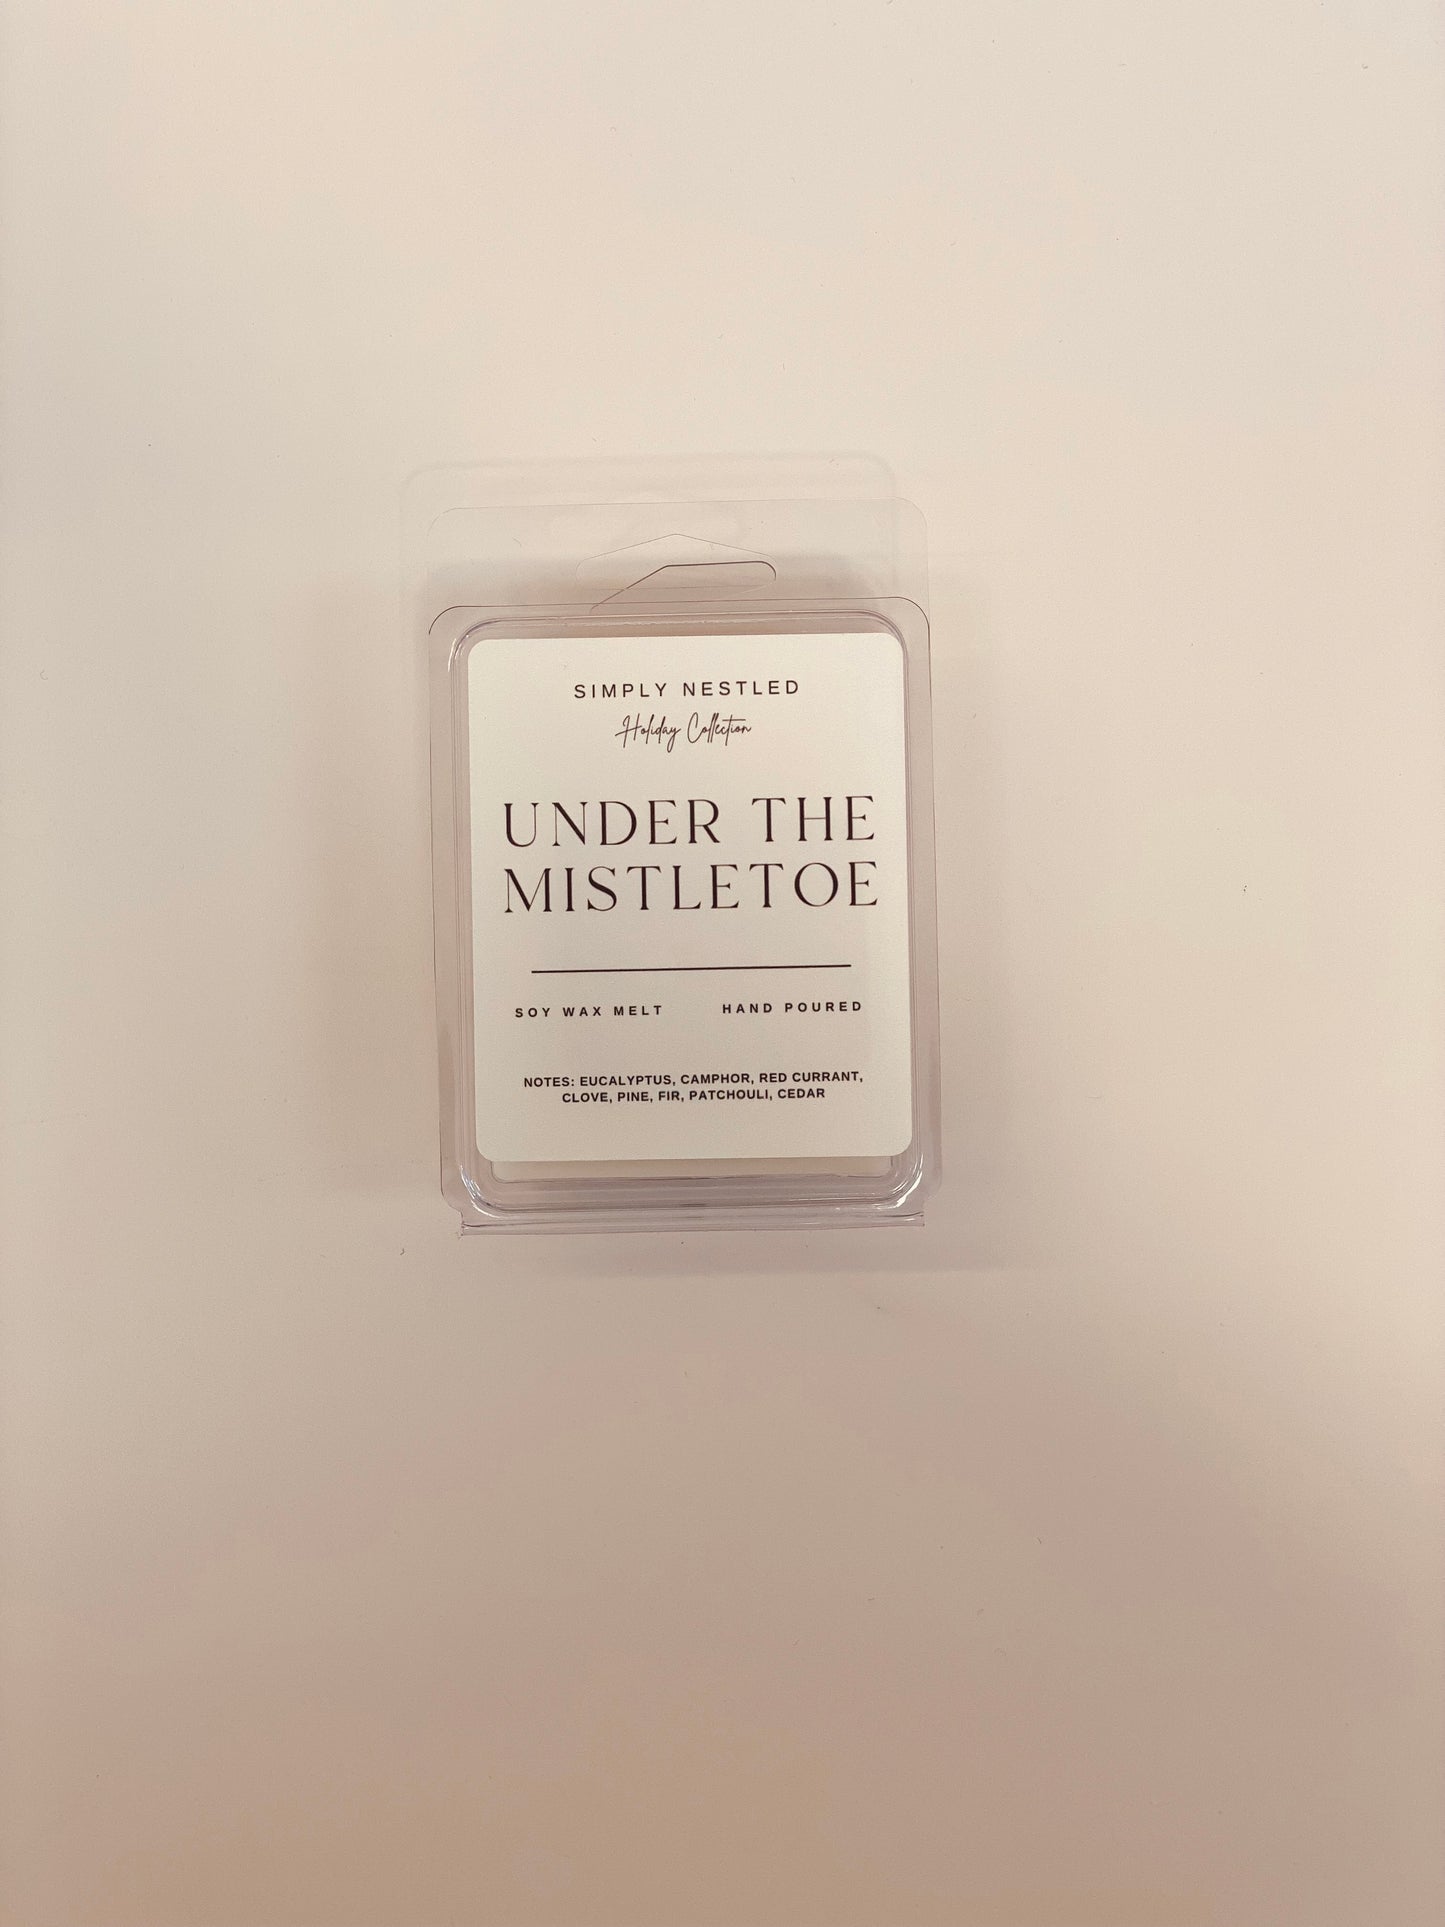 SIMPLY NESTLED
Holiday Collection
UNDER THE
MISTLETOE
SOY WAX MELT HAND POURED
NOTES: EUCALYPTUS, CAMPHOR, RED CURRANT,
CLOVE, PINE, FIR, PATCHOULI, CEDAR